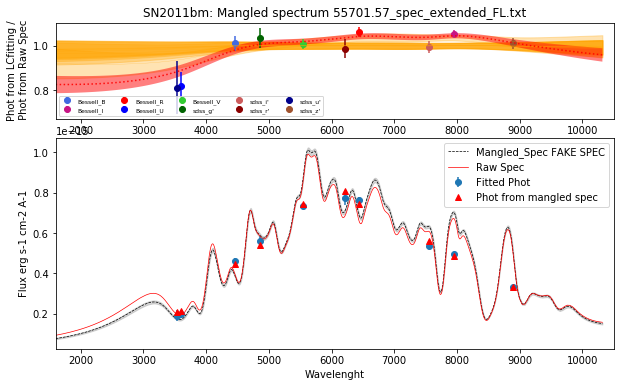 SN2011bm: Mangled spectrum 55701.57_spec_extended_FL.txt
Phot from LCfitting /
Phot from Raw Spec
1.0
0.8
Bessell_B
Bessell_I
Bessell_R
Bessell_U
Bessell_V
sdss_g'
sdss_i'
sdss_r'
sdss_u'
sdss_z'
2000 3000 4000 5000 6000 7000 8000 9000 10000
Flux erg s-1 cm-2 A-1
1.0
0.8
0.6
0.4
0.2
Mangled_Spec FAKE SPEC
Raw Spec
Fitted Phot
Phot from mangled spec
2000 3000 4000 5000 6000 7000 8000 9000 10000
Wavelenght